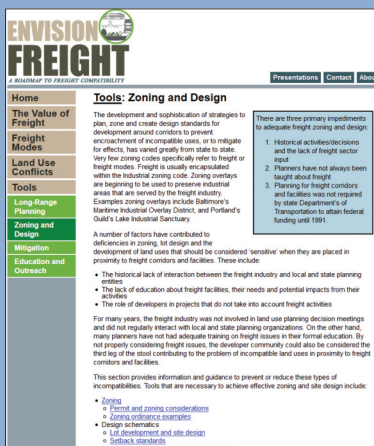 ENVISION
FREIGHT
A ROADMAP TO FREIGHT COMPATIBILITY
Presentations Contact Abou
Home
The Value of
Freight
Freight
Modes
Land Use
Conflicts
Tools
Long-Range
Planning
Zoning and
Design
Mitigation
Education and
Outreach
Tools: Zoning and Design
The development and sophistication of strategies to
plan, zone and create design standards for
development around corridors to prevent
encroachment of incompatible uses, or to mitigate
for effects, has varied greatly from state to state.
Very few zoning codes specifically refer to freight or
freight modes. Freight is usually encapsulated
within the Industrial zoning code. Zoning overlays
are beginning to be used to preserve industrial
areas that are served by the freight industry.
Examples zoning overlays include Baltimore's
Maritime Industrial Overlay District, and Portland's
Guild's Lake Industrial Sanctuary.
There are three primary impediments
to adequate freight zoning and design:
1. Historical activities/decisions
and the lack of freight sector
input
2. Planners have not always been
taught about freight
3. Planning for freight corridors
and facilities was not required
by state Department's of
Transportation to attain federal
funding until 1991.
A number of factors have contributed to
deficiencies in zoning, lot design and the
development of land uses that should be considered 'sensitive' when they are placed in
proximity to freight corridors and facilities. These include:
• The historical lack of interaction between the freight industry and local and state planning
entities
• The lack of education about freight facilities, their needs and potential impacts from their
activities
• The role of developers in projects that do not take into account freight activities
For many years, the freight industry was not involved in land use planning decision meetings
and did not regularly interact with local and state planning organizations. On the other hand,
many planners have not had adequate training on freight issues in their formal education. By
not properly considering freight issues, the developer community could also be considered the
third leg of the stool contributing to the problem of incompatible land uses in proximity to freight
corridors and facilities.
This section provides information and guidance to prevent or reduce these types of
incompatibilities. Tools that are necessary to achieve effective zoning and site design include:
• Zoning
Permit and zoning considerations
Zoning ordinance examples
• Design schematics
Lot development and site design
Setback standards